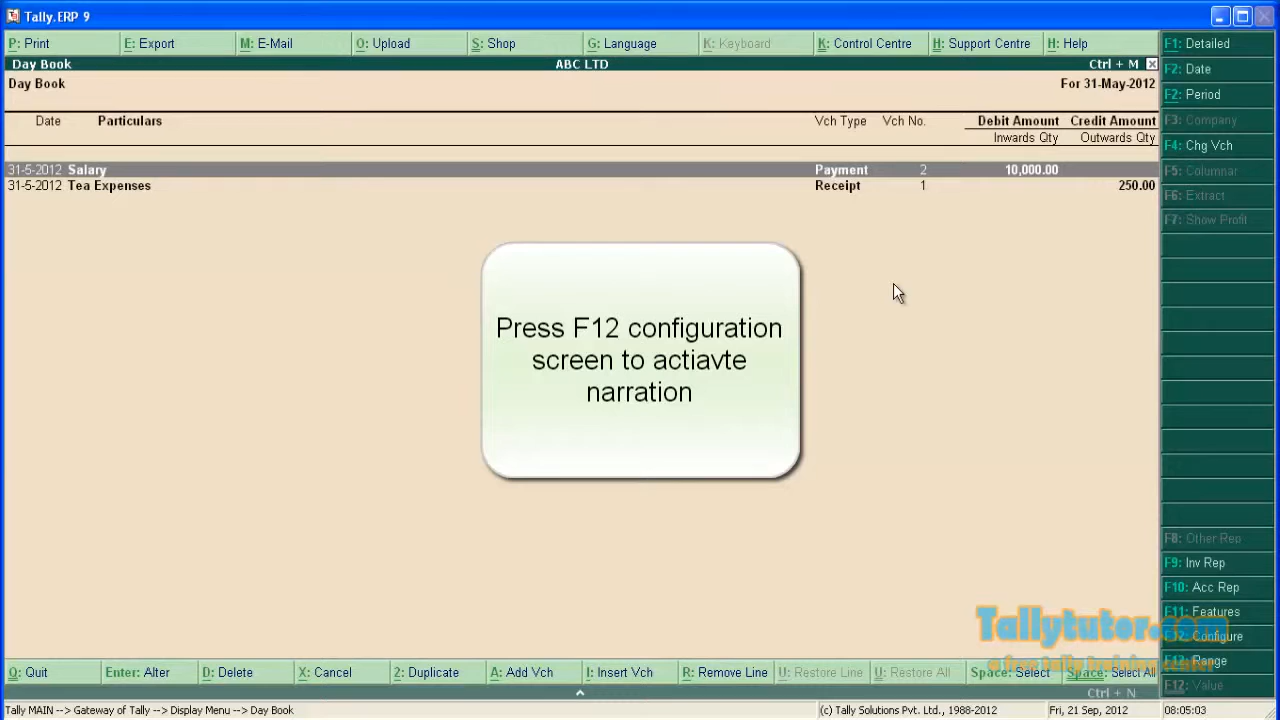 Tally.ERP 9
P: Print E: Export M: E-Mail O: Upload S: Shop G: Language K: Keyboard K: Control Centre H: Support Centre H: Help
Day Book ABC LTD Ctrl + M
Day Book For 31-May-2012
Date Particulars Vch Type Vch No. Debit Amount Credit Amount
Inwards Qty Outwards Qty
31-5-2012 Salary Payment 2 10,000.00
31-5-2012 Tea Expenses Receipt 1 250.00
Press F12 configuration
screen to actiavte
narration
F1: Detailed
F2: Date
F2: Period
F3: Company
F4: Chg Vch
F5: Columnar
F6: Extract
F7: Show Profit
F8: Other Rep
F9: Inv Rep
F10: Acc Rep
F11: Features
F12: Configure
F12: Range
F12: Value
Tallytutor.com
a free tally training center
Q: Quit Enter: Alter D: Delete X: Cancel 2: Duplicate A: Add Vch I: Insert Vch R: Remove Line U: Restore Line U: Restore All Space: Select Space: Select All
Ctrl + N
Tally MAIN --> Gateway of Tally --> Display Menu --> Day Book (c) Tally Solutions Pvt. Ltd., 1988-2012 Fri, 21 Sep, 2012 08:05:03